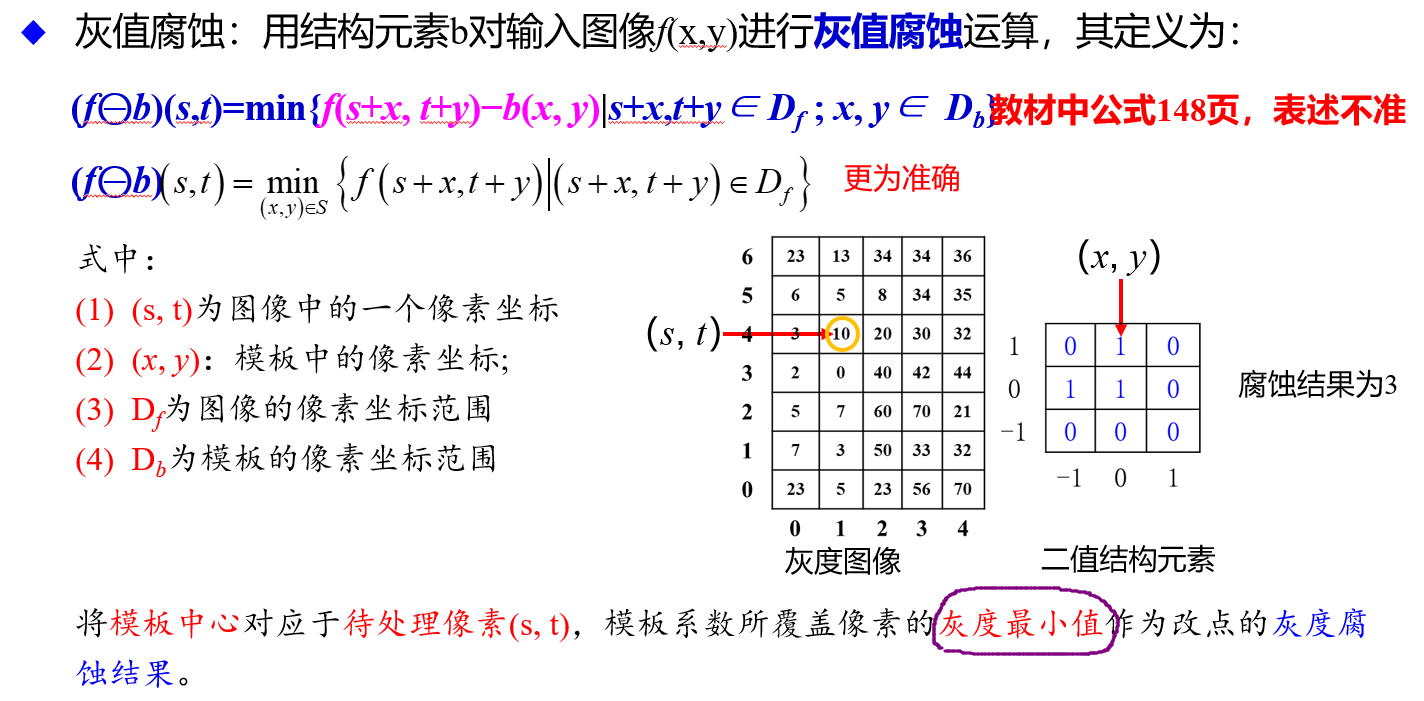 ◆ 灰值腐蚀：用结构元素b对输入图像f(x,y)进行灰值腐蚀运算，其定义为：
(f⊖b)(s,t)=min{f(s+x, t+y)−b(x, y)|s+x,t+y∈ D_f ; x, y∈ D_b} 教材中公式148页，表述不准
(f⊖b)(s,t) = min_{(x,y)∈S} {f(s+x,t+y)|(s+x,t+y)∈D_f} 更为准确
式中：
(1) (s, t)为图像中的一个像素坐标
(2) (x, y)：模板中的像素坐标;
(3) D_f为图像的像素坐标范围
(4) D_b为模板的像素坐标范围
(s, t)
6 23 13 34 34 36
5 6 5 8 34 35
4 3 10 20 30 32
3 2 0 40 42 44
2 5 7 60 70 21
1 7 3 50 33 32
0 23 5 23 56 70
0 1 2 3 4
灰度图像
(x, y)
1 0 1 0
0 1 1 0
-1 0 0 0
-1 0 1
二值结构元素
腐蚀结果为3
将模板中心对应于待处理像素(s, t)，模板系数所覆盖像素的灰度最小值作为改点的灰度腐
蚀结果。